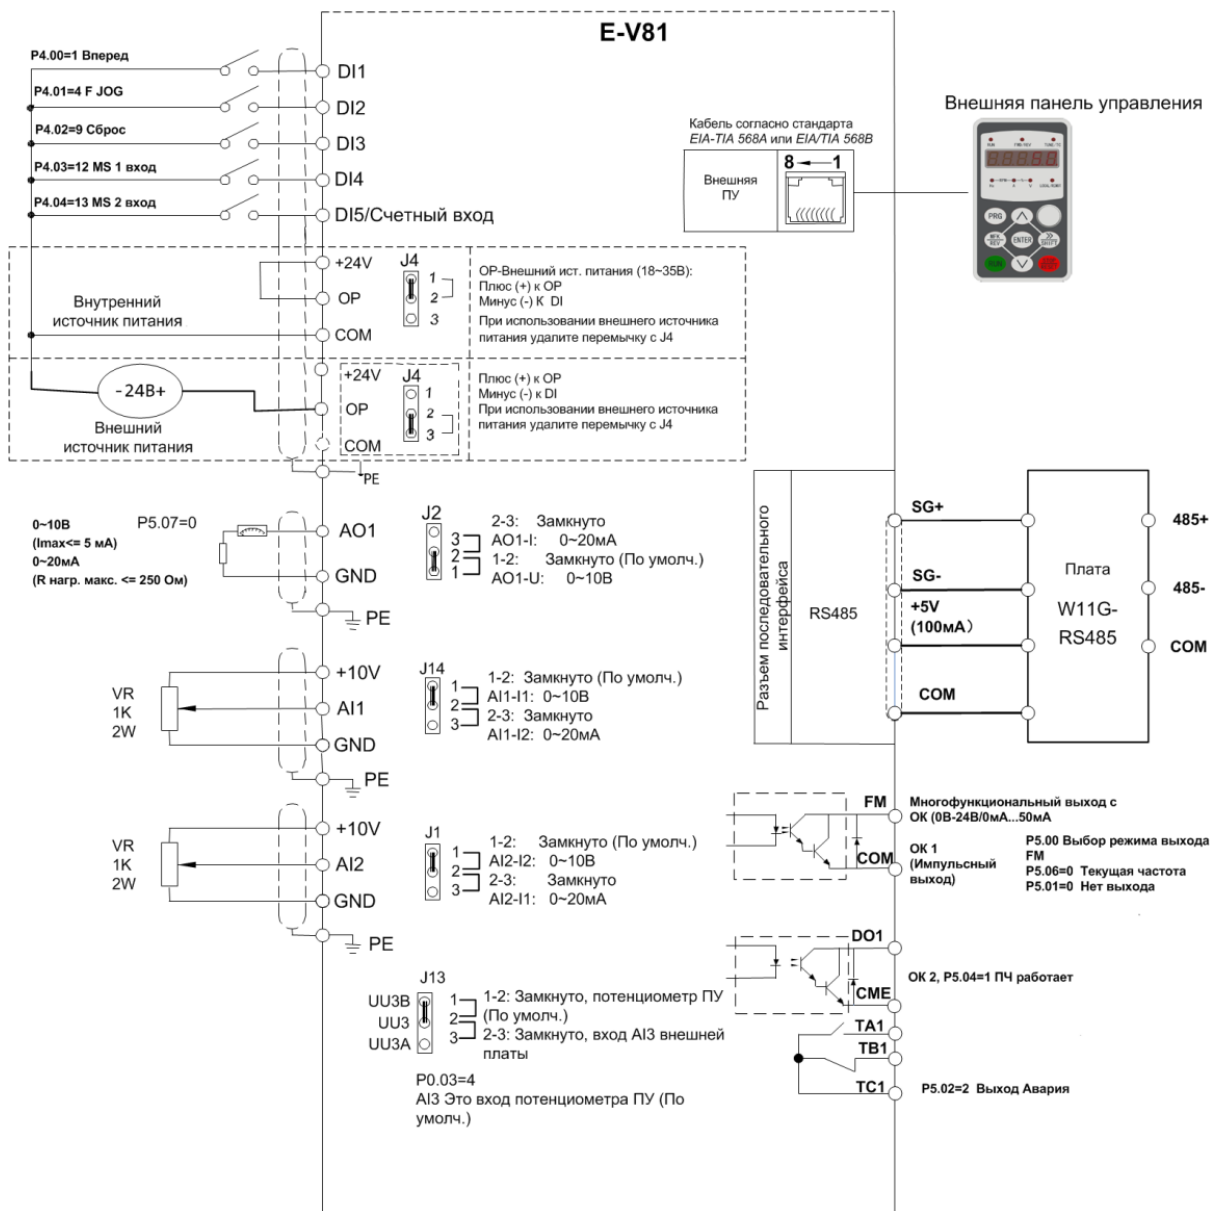 E-V81
P4.00=1 Вперед
DI1
P4.01=4 F JOG
DI2
P4.02=9 Сброс
DI3
P4.03=12 MS 1 вход
DI4
P4.04=13 MS 2 вход
DI5/Счетный вход
Кабель согласно стандарта
EIA-TIA 568A или EIA/TIA 568B
Внешняя
ПУ
8 1
Внешняя панель управления
PRG
ENTER
RUN
+24V
OP
COM
J4
1
2
3
Внутренний
источник питания
OP-Внешний ист. питания (18~35В):
Плюс (+) к OP
Минус (-) К DI
При использовании внешнего источника
питания удалите перемычку с J4
-24В+
Внешний
источник питания
+24V
OP
COM
J4
1
2
3
Плюс (+) к OP
Минус (-) к DI
При использовании внешнего источника
питания удалите перемычку с J4
PE
0~10В
(Imax<= 5 мА)
0~20мА
(R нагр. макс. <= 250 Ом)
P5.07=0
AO1
GND
PE
J2
3
2
1
2-3: Замкнуто
AO1-I: 0~20мА
1-2: Замкнуто (По умолч.)
AO1-U: 0~10В
VR
1K
2W
+10V
AI1
GND
PE
J14
1
2
3
1-2: Замкнуто (По умолч.)
AI1-I1: 0~10В
2-3: Замкнуто
AI1-I2: 0~20мА
VR
1K
2W
+10V
AI2
GND
PE
J1
1
2
3
1-2: Замкнуто (По умолч.)
AI2-I2: 0~10В
2-3: Замкнуто
AI2-I1: 0~20мА
J13
UU3B
UU3
UU3A
1
2
3
1-2: Замкнуто, потенциометр ПУ
(По умолч.)
2-3: Замкнуто, вход AI3 внешней
платы
P0.03=4
AI3 Это вход потенциометра ПУ (По
умолч.)
Разъем последовательного
интерфейса
RS485
SG+
SG-
+5V
(100мА)
COM
Плата
W11G-
RS485
485+
485-
COM
FM
COM
Многофункциональный выход с
ОК (0В-24В/0мА...50мА
ОК 1
(Импульсный
выход)
P5.00 Выбор режима выхода
FM
P5.06=0 Текущая частота
P5.01=0 Нет выхода
DO1
CME
ОК 2, P5.04=1 ПЧ работает
TA1
TB1
TC1
P5.02=2 Выход Авария